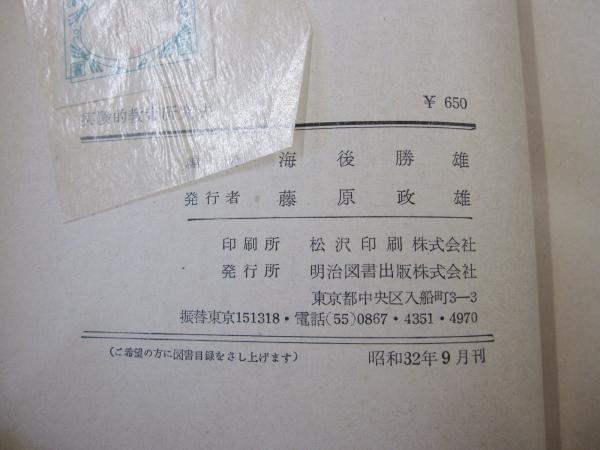 ¥ 650
海後勝雄
発行者 藤原政雄
印刷所 松沢印刷株式会社
発行所 明治図書出版株式会社
東京都中央区入船町3―3
振替東京151318・電話(55)0867・4351・4970
(ご希望の方に図書目録をさし上げます) 昭和32年9月刊